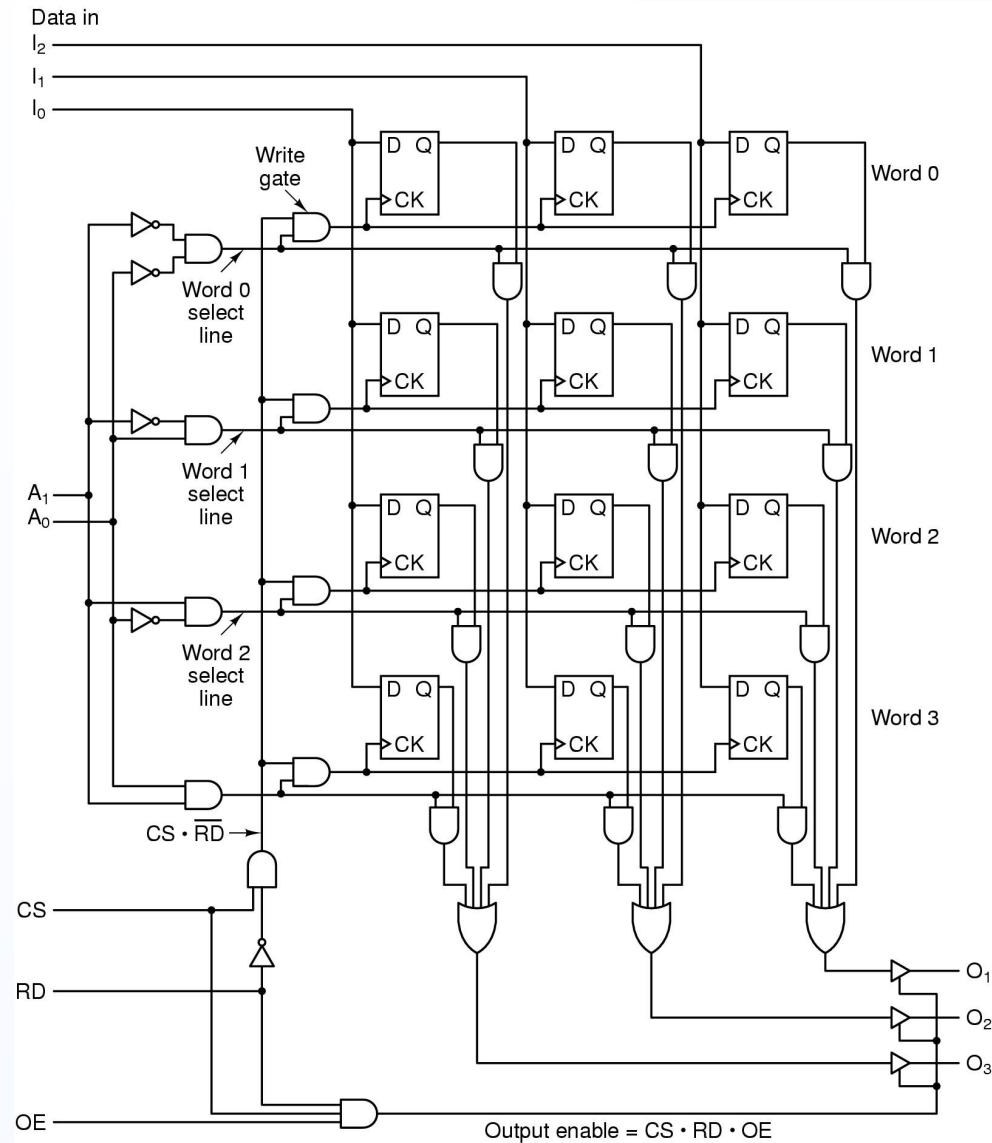 Data in
I₂
I₁
I₀
Write
gate
D Q
CK
D Q
CK
D Q
CK
Word 0
Word 0
select
line
D Q
CK
D Q
CK
D Q
CK
Word 1
Word 1
select
line
A₁
A₀
D Q
CK
D Q
CK
D Q
CK
Word 2
Word 2
select
line
D Q
CK
D Q
CK
D Q
CK
Word 3
CS • R̅D̅
CS
RD
OE
O₁
O₂
O₃
Output enable = CS • RD • OE